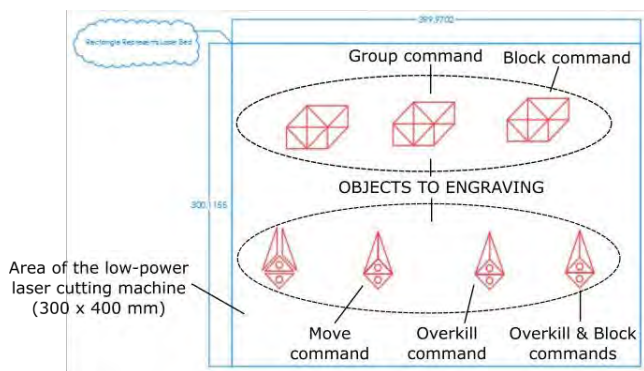 399.9702
Rectangle Represents Laser Bed
Group command
Block command
OBJECTS TO ENGRAVING
300.1155
Area of the low-power
laser cutting machine
(300 x 400 mm)
Move
command
Overkill
command
Overkill & Block
commands